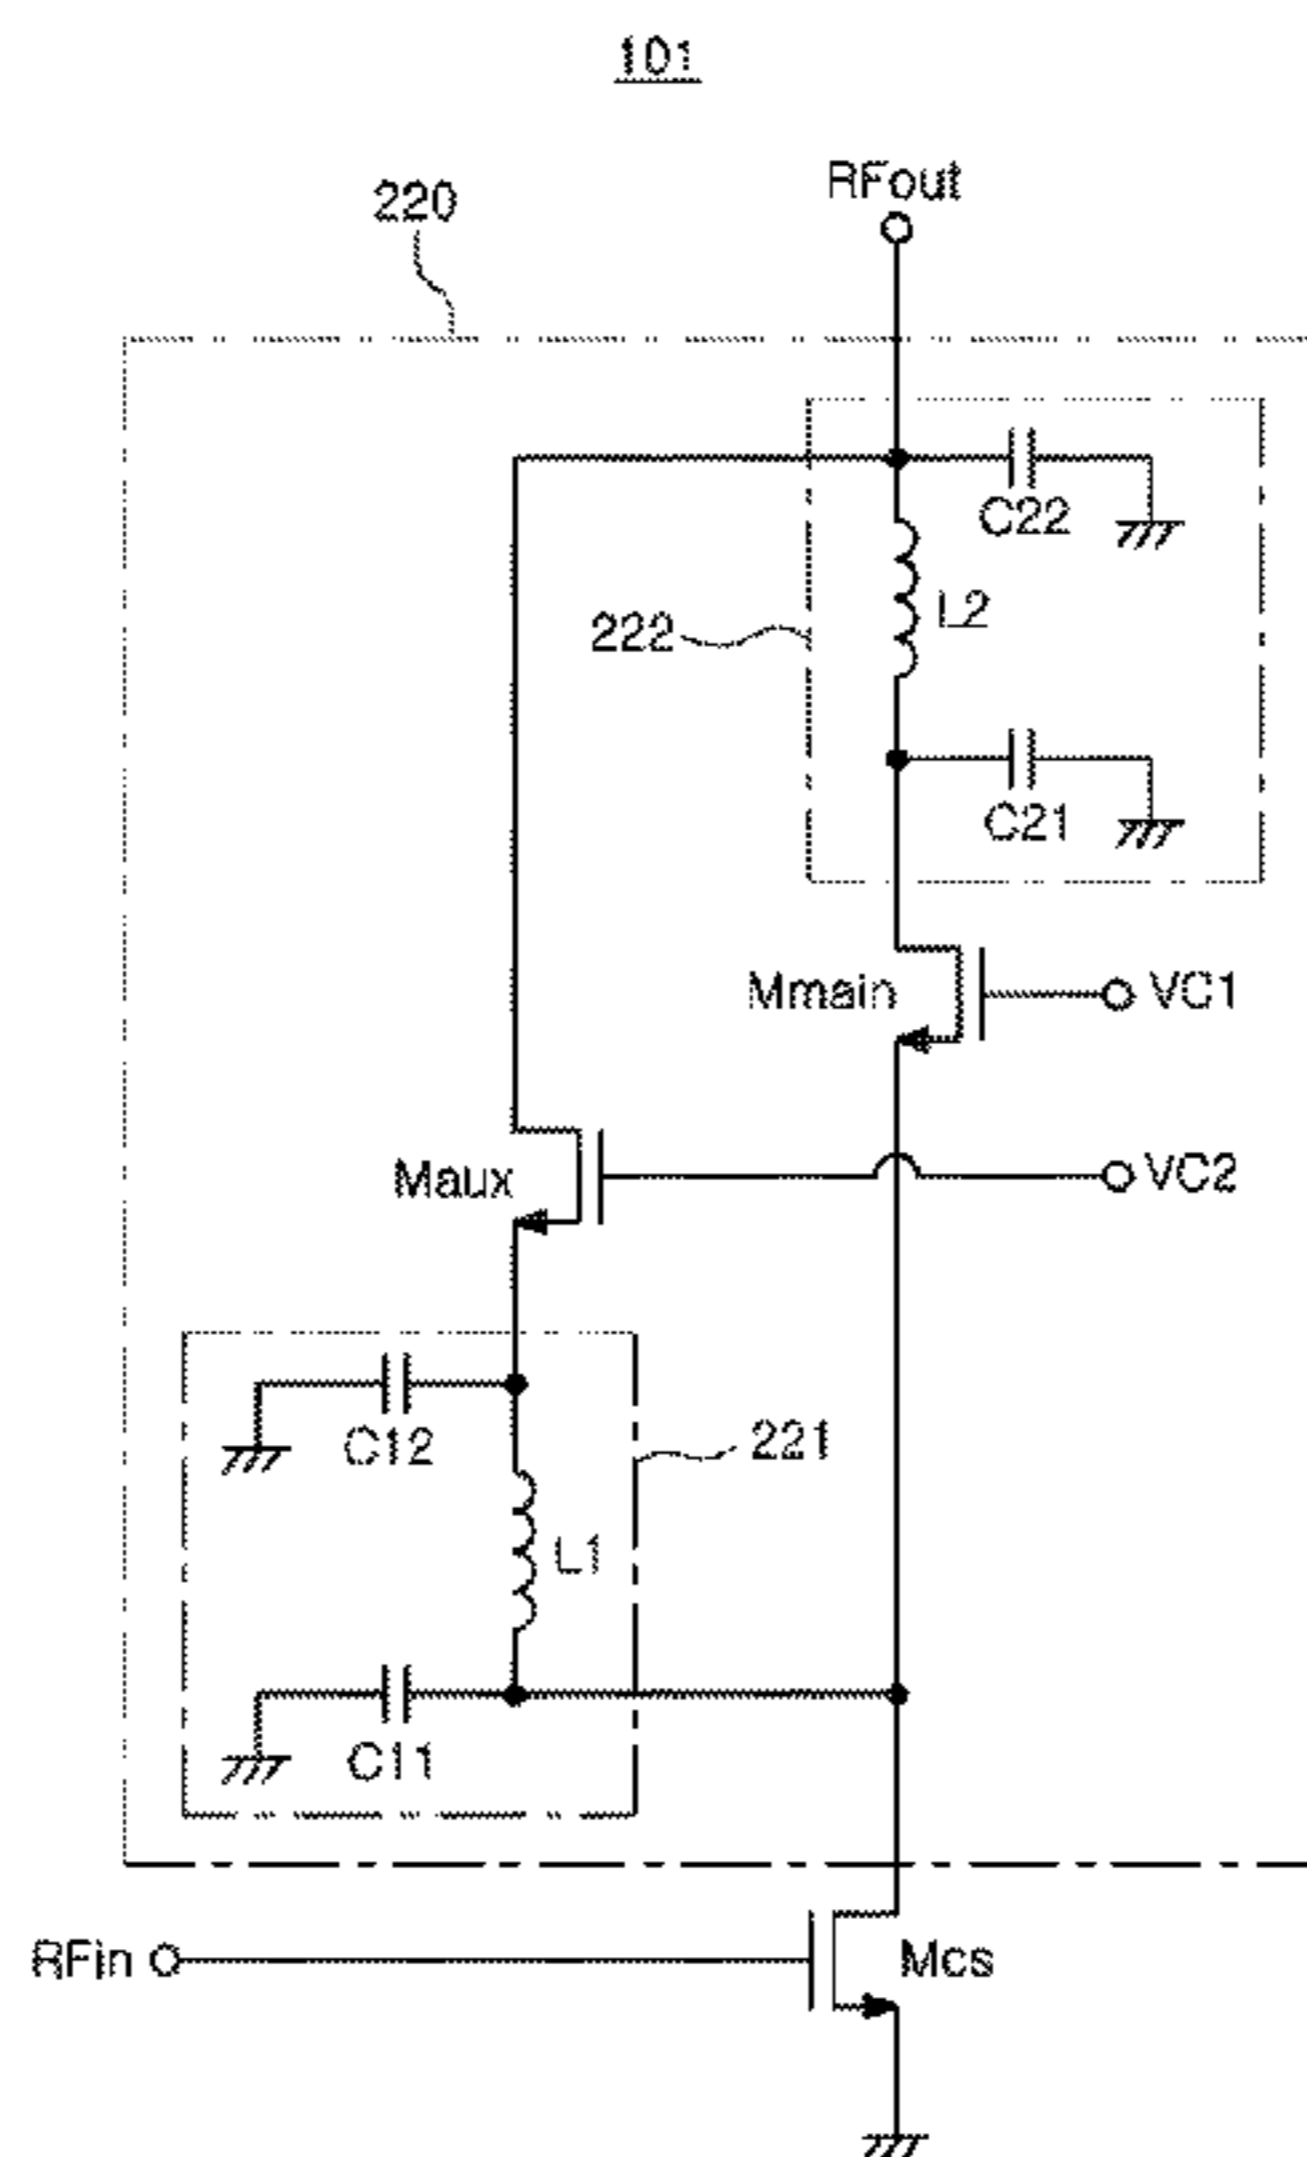 101
RFout
220
C22
L2
222
C21
Mmain
VC1
Maux
VC2
C12
221
L1
C11
RFin
Mcs